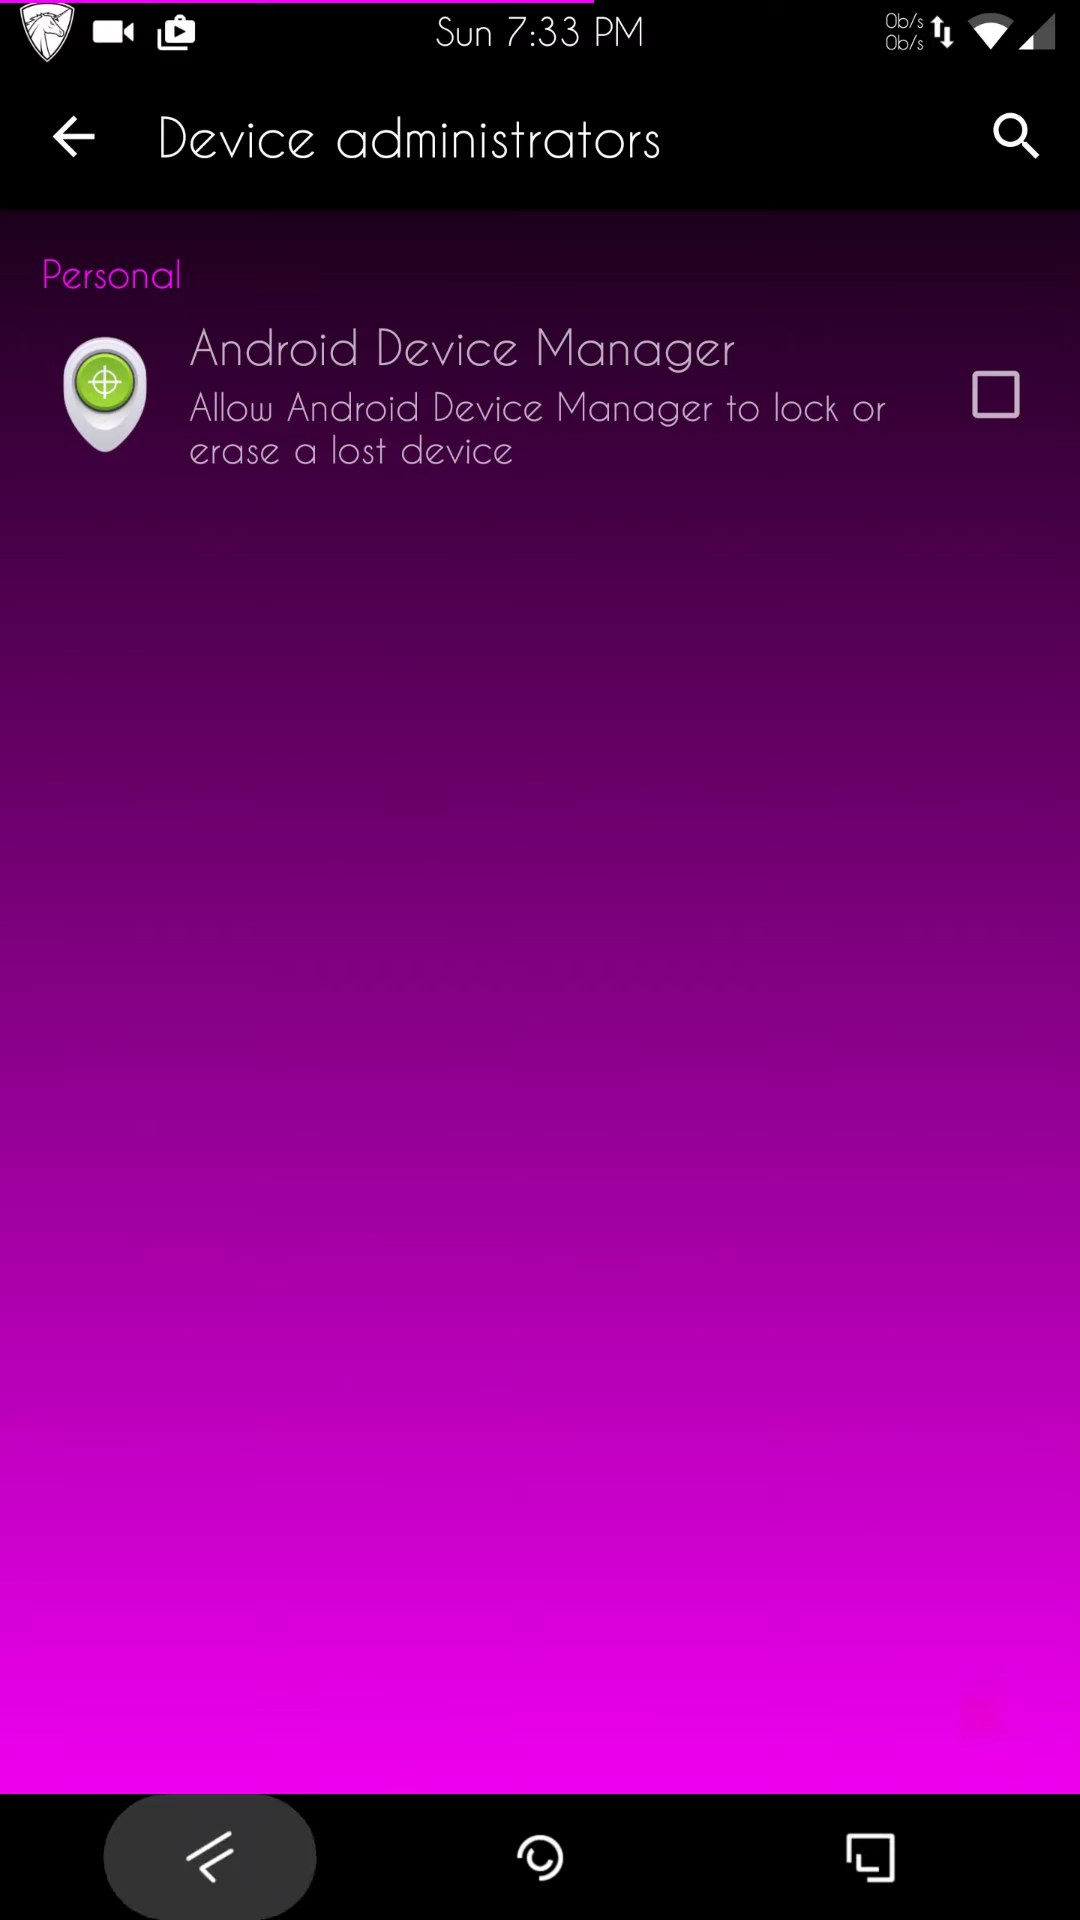 Sun 7:33 PM
0b/s
0b/s
Device administrators
Personal
Android Device Manager
Allow Android Device Manager to lock or
erase a lost device